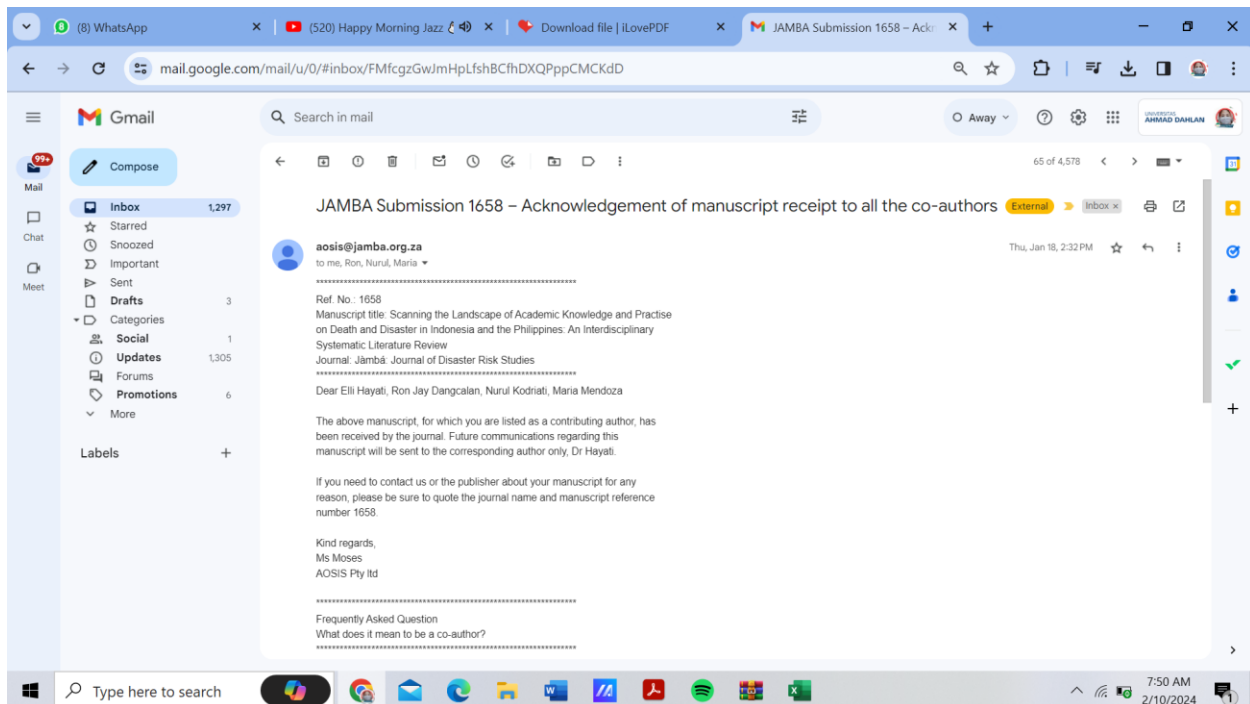 (8) WhatsApp
(520) Happy Morning Jazz
Download file | iLovePDF
JAMBA Submission 1658 – Ackr
mail.google.com/mail/u/0/#inbox/FMfcgzGwJmHpLfshBCfhDXQPppCMCKdD
Gmail
Search in mail
Away
UNIVERSITAS
AHMAD DAHLAN
99+
Mail
Chat
Meet
Compose
Inbox 1,297
Starred
Snoozed
Important
Sent
Drafts 3
Categories
Social 1
Updates 1,305
Forums
Promotions 6
More
Labels
65 of 4,578
JAMBA Submission 1658 – Acknowledgement of manuscript receipt to all the co-authors External Inbox x
aosis@jamba.org.za Thu, Jan 18, 2:32 PM
to me, Ron, Nurul, Maria
Ref. No.: 1658
Manuscript title: Scanning the Landscape of Academic Knowledge and Practise
on Death and Disaster in Indonesia and the Philippines: An Interdisciplinary
Systematic Literature Review
Journal: Jàmbá: Journal of Disaster Risk Studies
Dear Elli Hayati, Ron Jay Dangcalan, Nurul Kodriati, Maria Mendoza
The above manuscript, for which you are listed as a contributing author, has
been received by the journal. Future communications regarding this
manuscript will be sent to the corresponding author only, Dr Hayati.
If you need to contact us or the publisher about your manuscript for any
reason, please be sure to quote the journal name and manuscript reference
number 1658.
Kind regards,
Ms Moses
AOSIS Pty ltd
Frequently Asked Question
What does it mean to be a co-author?
Type here to search
7:50 AM
2/10/2024